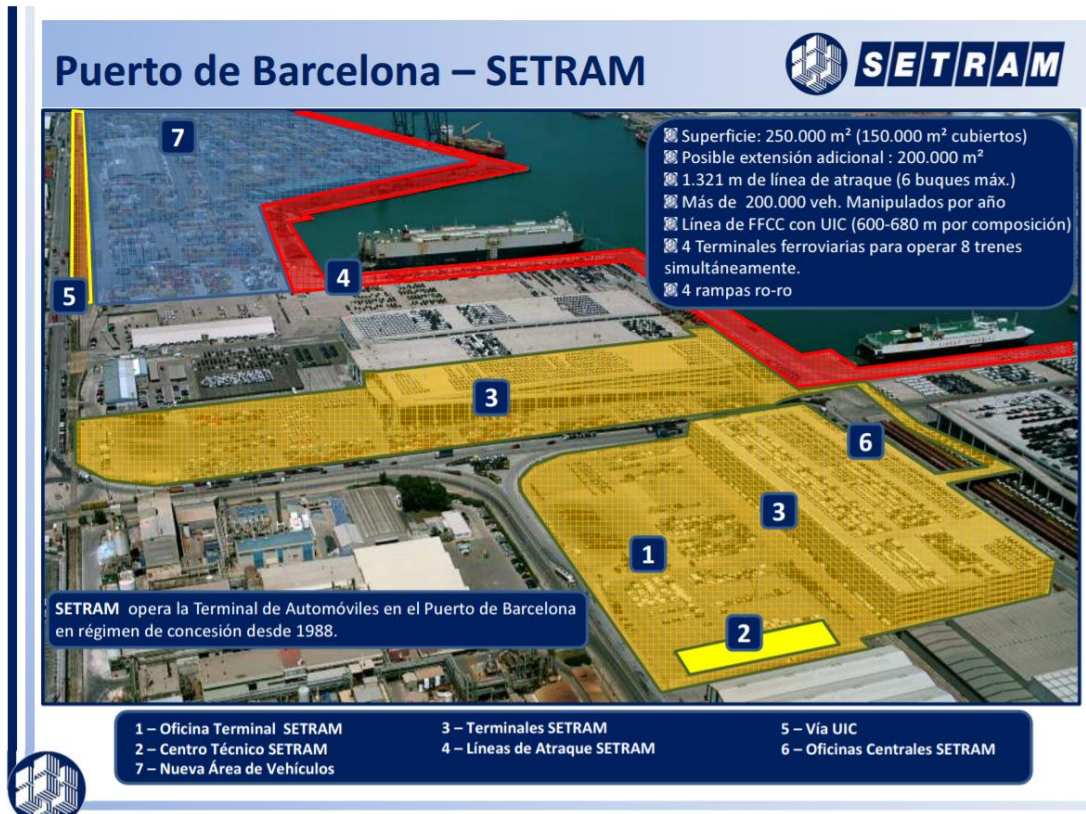 Puerto de Barcelona – SETRAM
SETRAM
7
Superficie: 250.000 m² (150.000 m² cubiertos)
Posible extensión adicional : 200.000 m²
1.321 m de línea de atraque (6 buques máx.)
Más de 200.000 veh. Manipulados por año
Línea de FFCC con UIC (600-680 m por composición)
4 Terminales ferroviarias para operar 8 trenes
simultáneamente.
4 rampas ro-ro
4
5
3
6
3
1
2
SETRAM opera la Terminal de Automóviles en el Puerto de Barcelona
en régimen de concesión desde 1988.
1 – Oficina Terminal SETRAM
2 – Centro Técnico SETRAM
7 – Nueva Área de Vehículos
3 – Terminales SETRAM
4 – Líneas de Atraque SETRAM
5 – Vía UIC
6 – Oficinas Centrales SETRAM